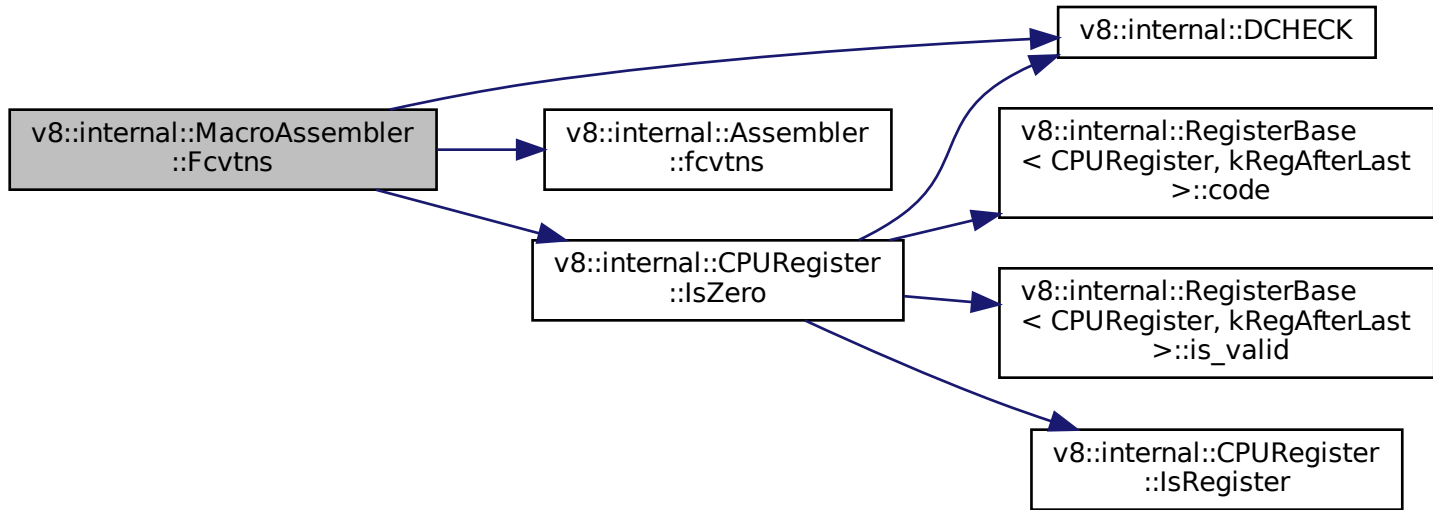 v8::internal::MacroAssembler
::Fcvtns
v8::internal::DCHECK
v8::internal::Assembler
::fcvtns
v8::internal::CPURegister
::IsZero
v8::internal::RegisterBase
< CPURegister, kRegAfterLast
>::code
v8::internal::RegisterBase
< CPURegister, kRegAfterLast
>::is_valid
v8::internal::CPURegister
::IsRegister